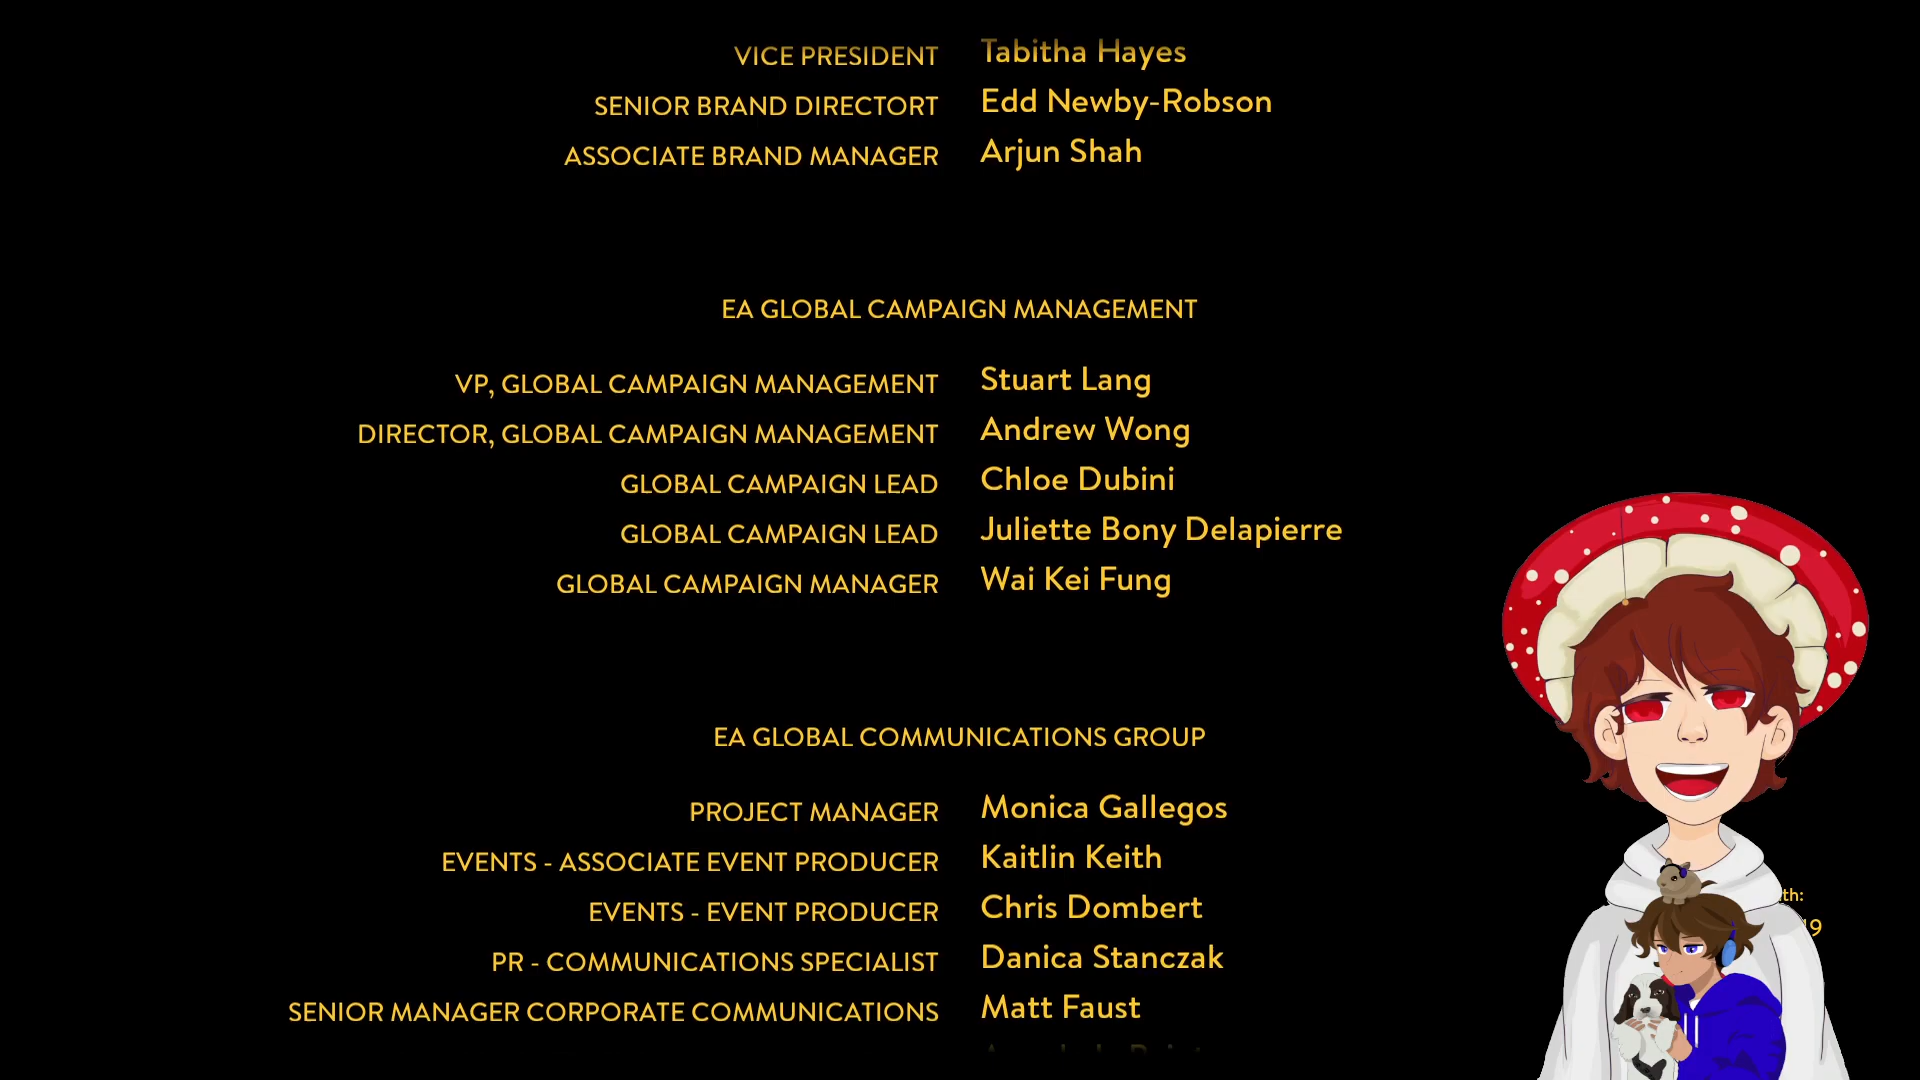 VICE PRESIDENT Tabitha Hayes
SENIOR BRAND DIRECTORT Edd Newby-Robson
ASSOCIATE BRAND MANAGER Arjun Shah
EA GLOBAL CAMPAIGN MANAGEMENT
VP, GLOBAL CAMPAIGN MANAGEMENT Stuart Lang
DIRECTOR, GLOBAL CAMPAIGN MANAGEMENT Andrew Wong
GLOBAL CAMPAIGN LEAD Chloe Dubini
GLOBAL CAMPAIGN LEAD Juliette Bony Delapierre
GLOBAL CAMPAIGN MANAGER Wai Kei Fung
EA GLOBAL COMMUNICATIONS GROUP
PROJECT MANAGER Monica Gallegos
EVENTS - ASSOCIATE EVENT PRODUCER Kaitlin Keith
EVENTS - EVENT PRODUCER Chris Dombert
PR - COMMUNICATIONS SPECIALIST Danica Stanczak
SENIOR MANAGER CORPORATE COMMUNICATIONS Matt Faust